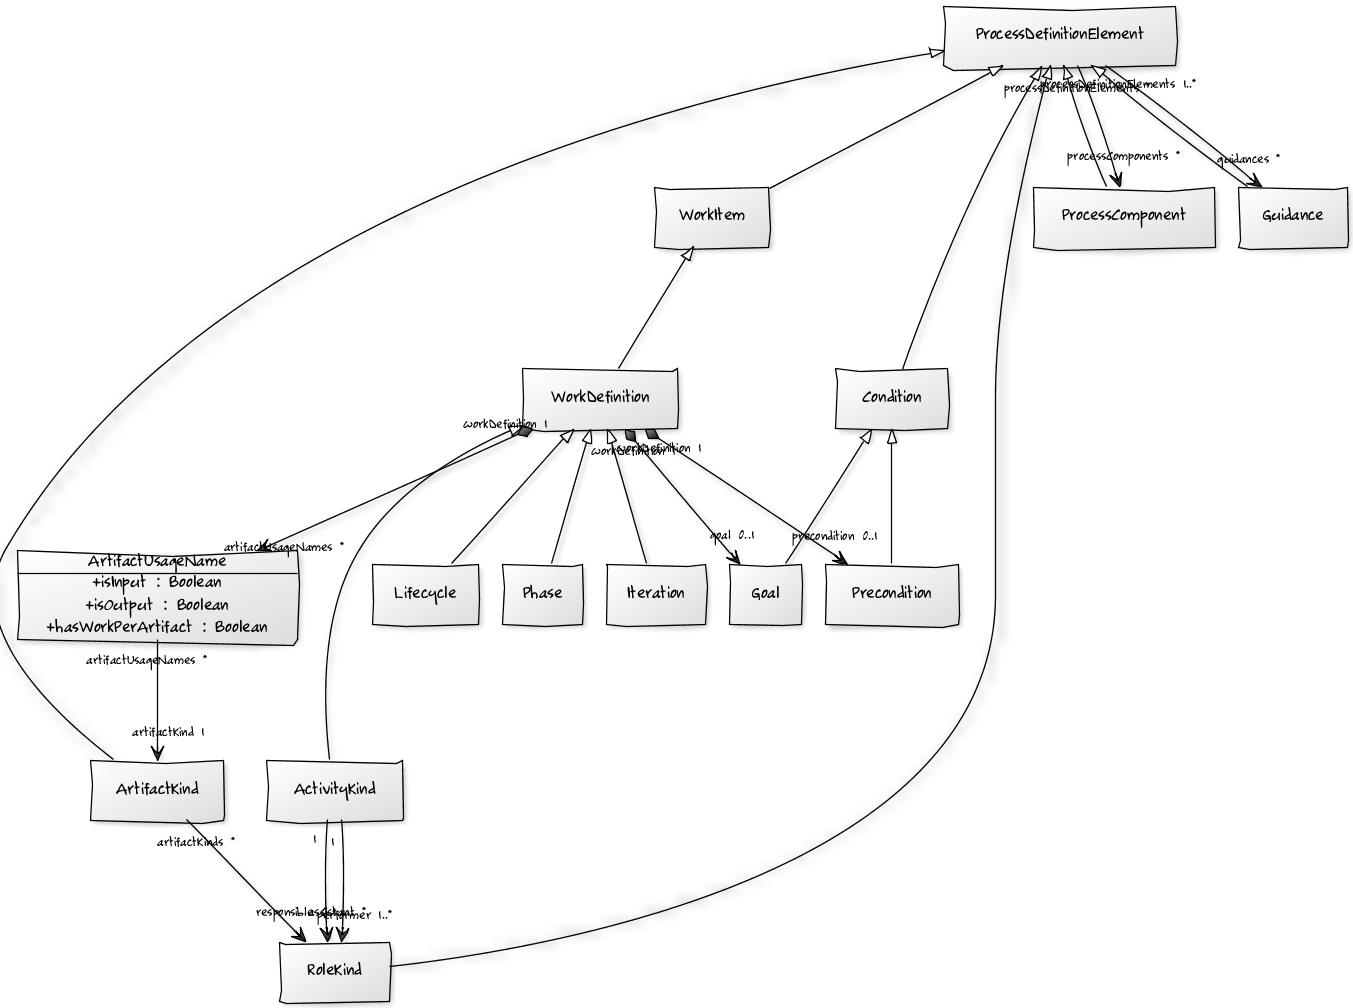 ProcessDefinitionElement
processDefinitionElements 1..*
processDefinitionElements
processComponents *
guidances *
WorkItem
ProcessComponent
Guidance
WorkDefinition
Condition
workDefinition 1
workDefinition 1
workDefinition
goal 0..1
precondition 0..1
artifactUsageNames *
ArtifactUsageName
+isInput : Boolean
+isOutput : Boolean
+hasWorkPerArtifact : Boolean
Lifecycle
Phase
Iteration
Goal
Precondition
artifactUsageNames *
artifactKind 1
ArtifactKind
ActivityKind
artifactKinds *
1
1
performer 1..*
RoleKind